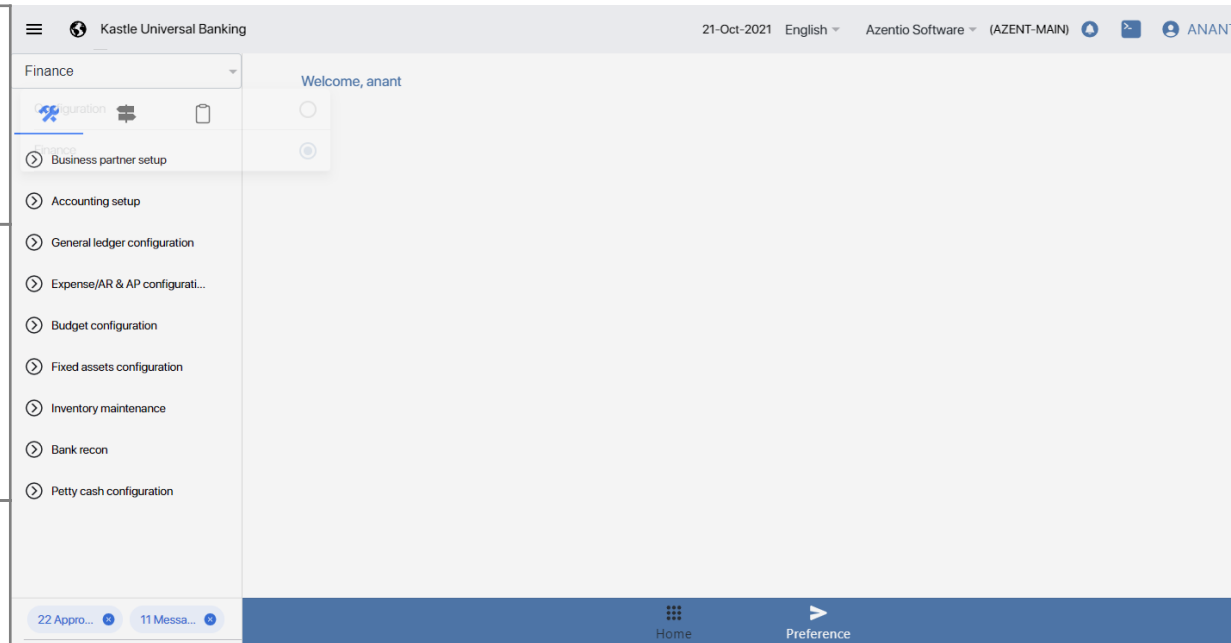 Kastle Universal Banking
21-Oct-2021 English Azentio Software (AZENT-MAIN) ANANT
Finance
Welcome, anant
Configuration
Finance
Business partner setup
Accounting setup
General ledger configuration
Expense/AR & AP configurati...
Budget configuration
Fixed assets configuration
Inventory maintenance
Bank recon
Petty cash configuration
22 Appro... 11 Messa...
Home Preference